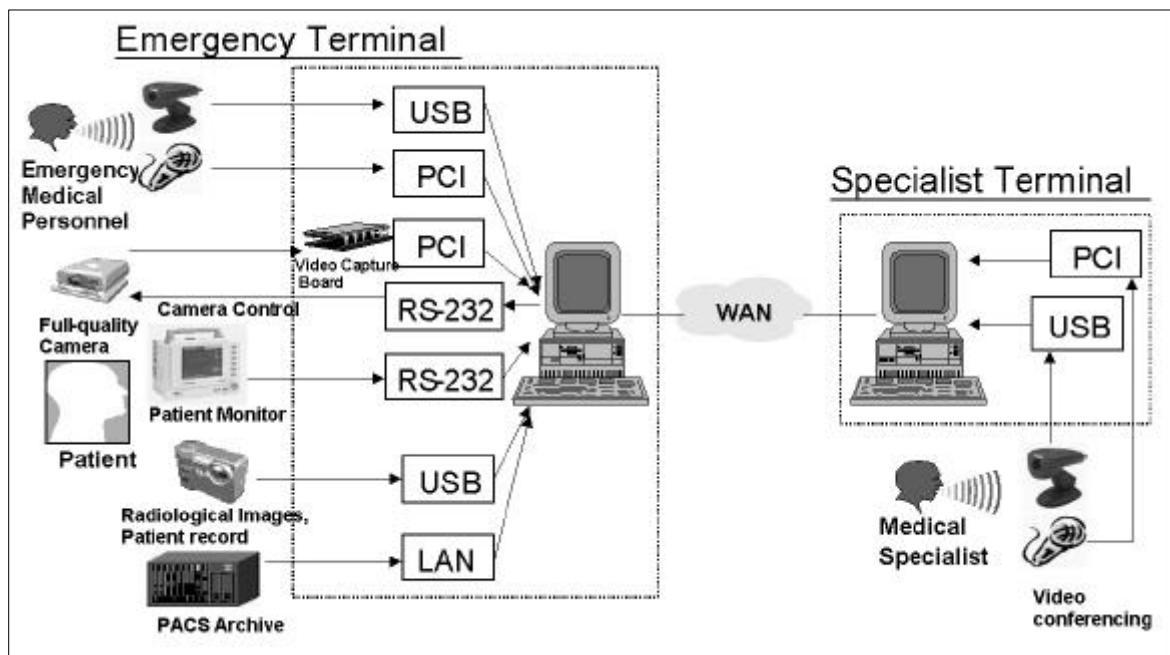 Emergency Terminal
USB
Emergency
Medical
Personnel
PCI
PCI
Video Capture
Board
Camera Control
RS-232
Full-quality
Camera
RS-232
Patient Monitor
Patient
USB
Radiological Images,
Patient record
LAN
PACS Archive
WAN
Specialist Terminal
PCI
USB
Medical
Specialist
Video
conferencing